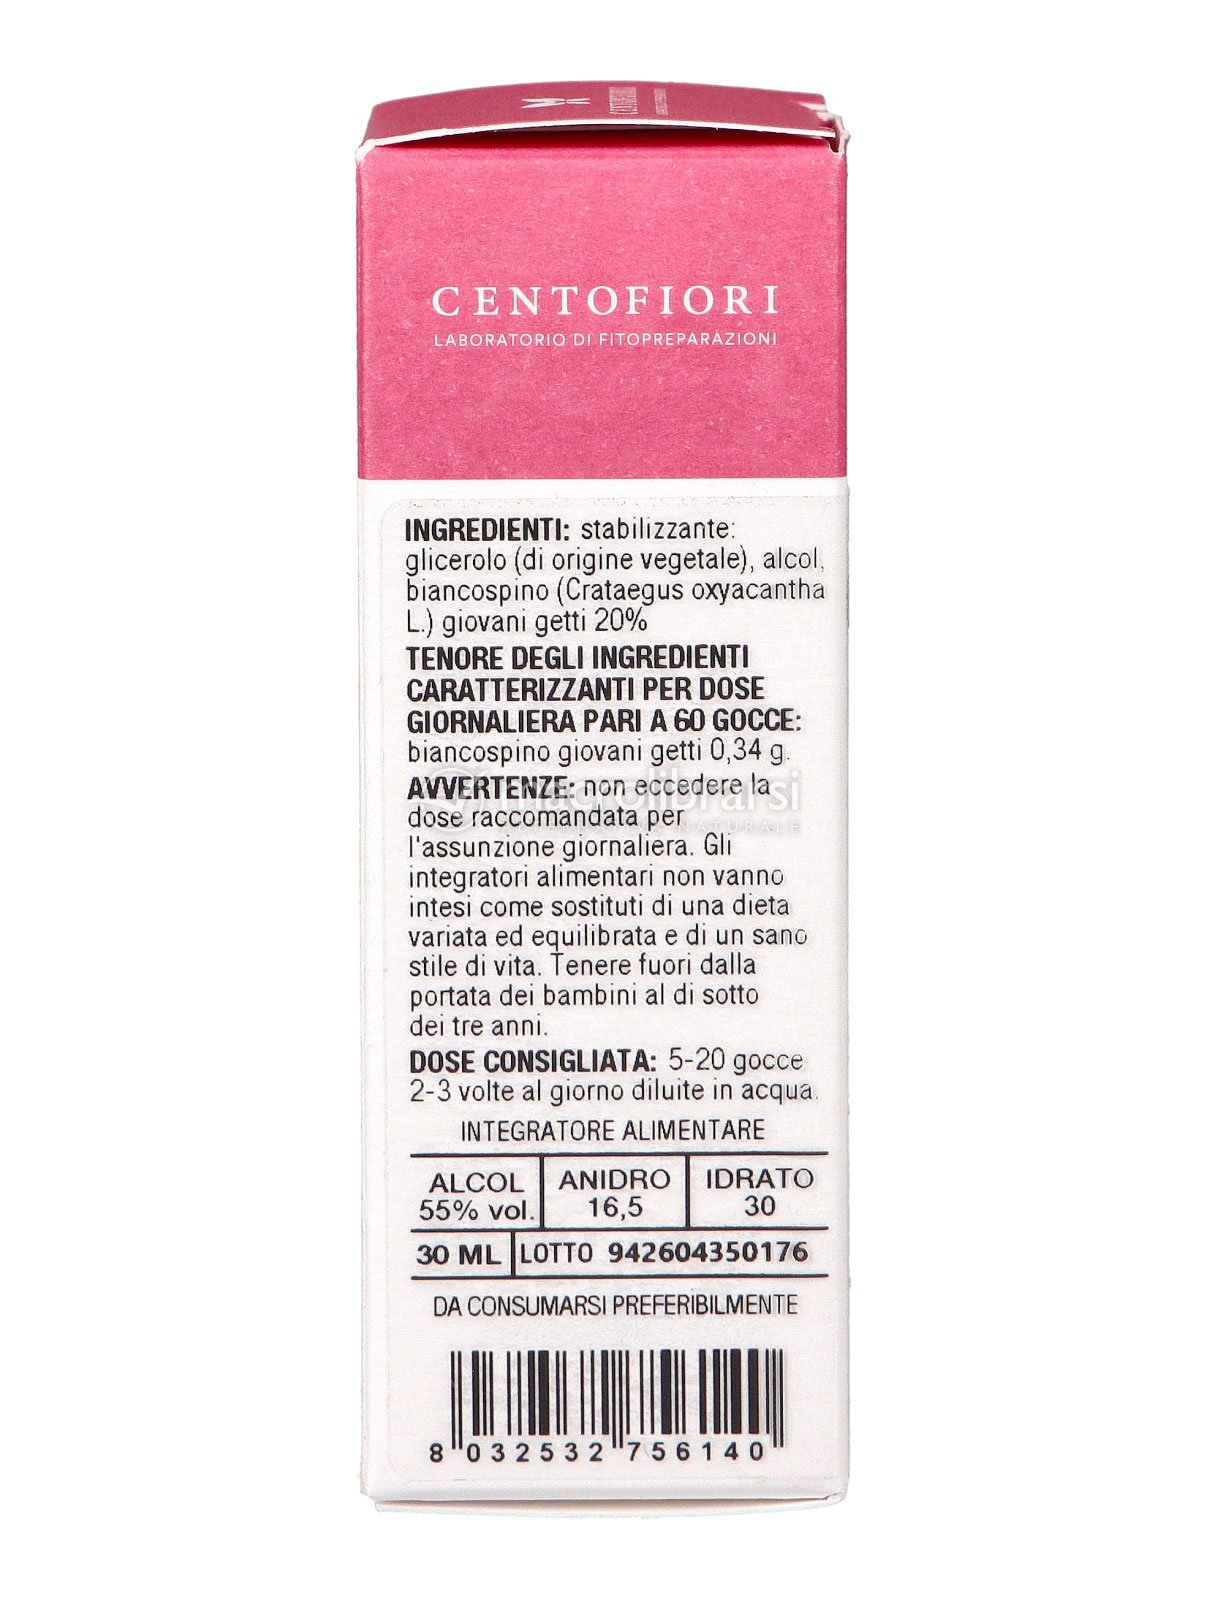 CENTOFIORI
LABORATORIO DI FITOPREPARAZIONI
INGREDIENTI: stabilizzante:
glicerolo (di origine vegetale), alcol,
biancospino (Crataegus oxyacantha
L.) giovani getti 20%
TENORE DEGLI INGREDIENTI
CARATTERIZZANTI PER DOSE
GIORNALIERA PARI A 60 GOCCE:
biancospino giovani getti 0,34 g.
AVVERTENZE: non eccedere la
dose raccomandata per
l'assunzione giornaliera. Gli
integratori alimentari non vanno
intesi come sostituti di una dieta
variata ed equilibrata e di un sano
stile di vita. Tenere fuori dalla
portata dei bambini al di sotto
dei tre anni.
DOSE CONSIGLIATA: 5-20 gocce
2-3 volte al giorno diluite in acqua.
INTEGRATORE ALIMENTARE
ALCOL ANIDRO IDRATO
55% vol. 16,5 30
30 ML LOTTO 942604350176
DA CONSUMARSI PREFERIBILMENTE
8 032532 756140
macrolibrarsi
NATURALE